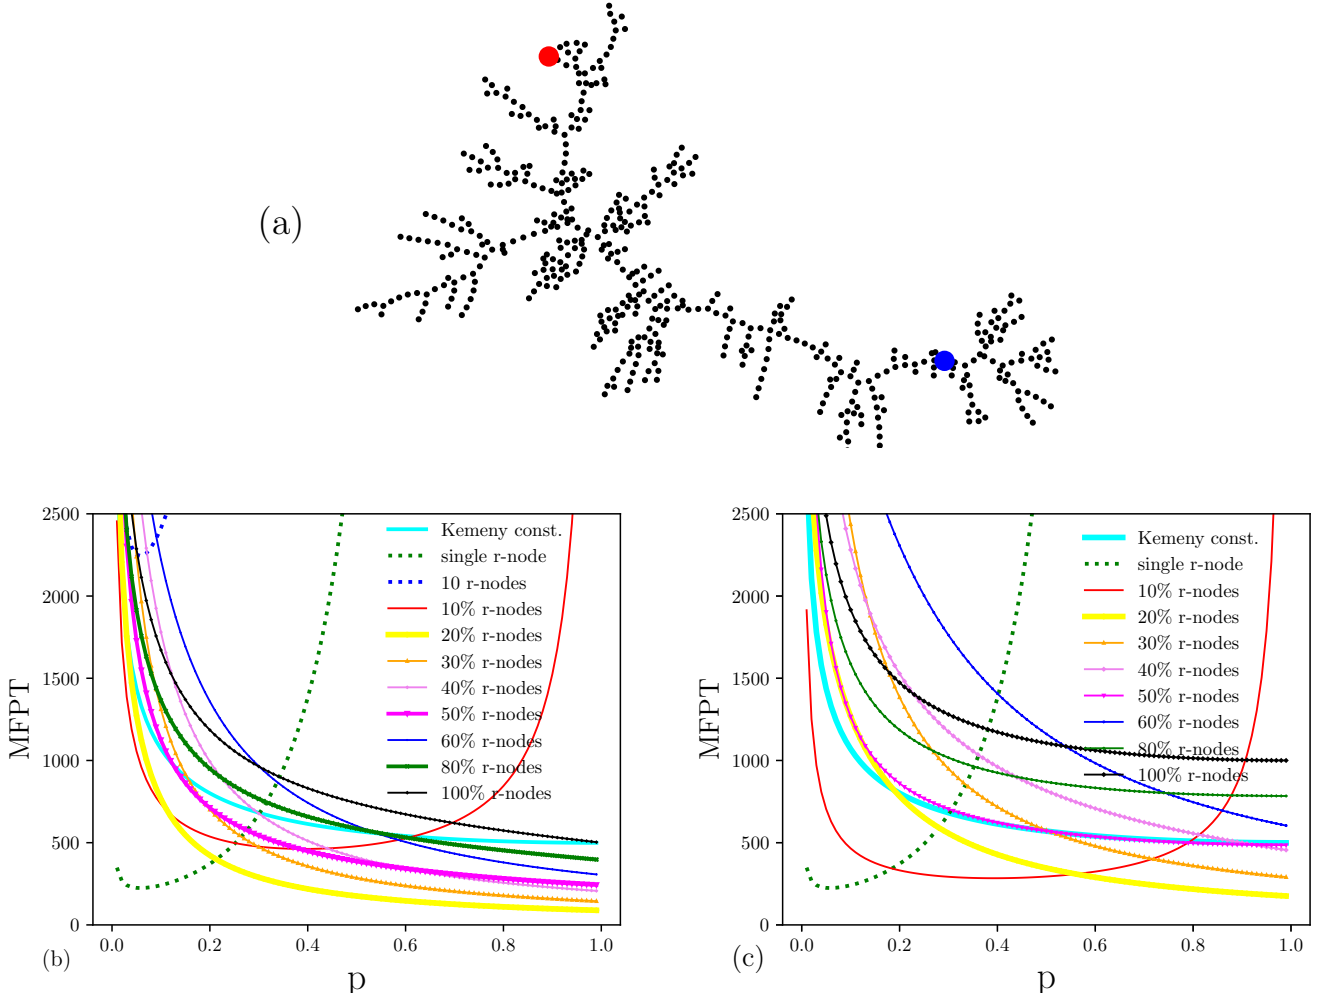 (a)
2500
2000
1500
1000
500
0
MFPT
0.0 0.2 0.4 0.6 0.8 1.0
p
(b)
Kemeny const.
single r-node
10 r-nodes
10% r-nodes
20% r-nodes
30% r-nodes
40% r-nodes
50% r-nodes
60% r-nodes
80% r-nodes
100% r-nodes
2500
2000
1500
1000
500
0
MFPT
0.0 0.2 0.4 0.6 0.8 1.0
p
(c)
Kemeny const.
single r-node
10% r-nodes
20% r-nodes
30% r-nodes
40% r-nodes
50% r-nodes
60% r-nodes
80% r-nodes
100% r-nodes